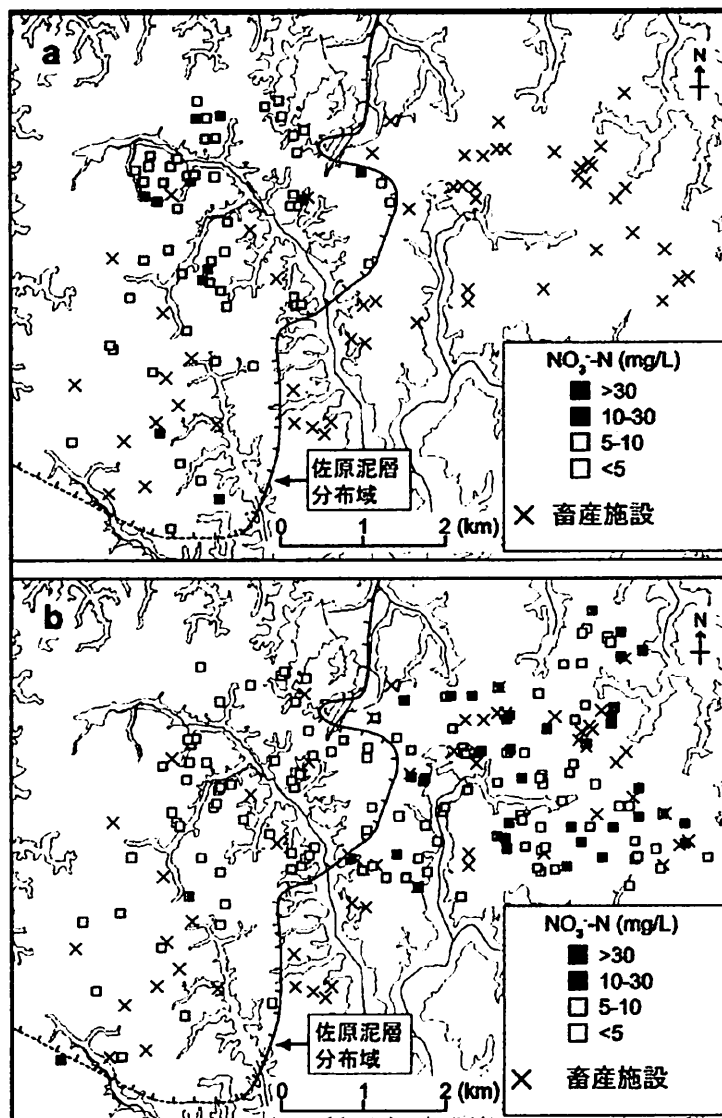 a
N
NO₃⁻-N (mg/L)
>30
10-30
5-10
<5
× 畜産施設
佐原泥層
分布域
0 1 2 (km)
b
N
NO₃⁻-N (mg/L)
>30
10-30
5-10
<5
× 畜産施設
佐原泥層
分布域
0 1 2 (km)